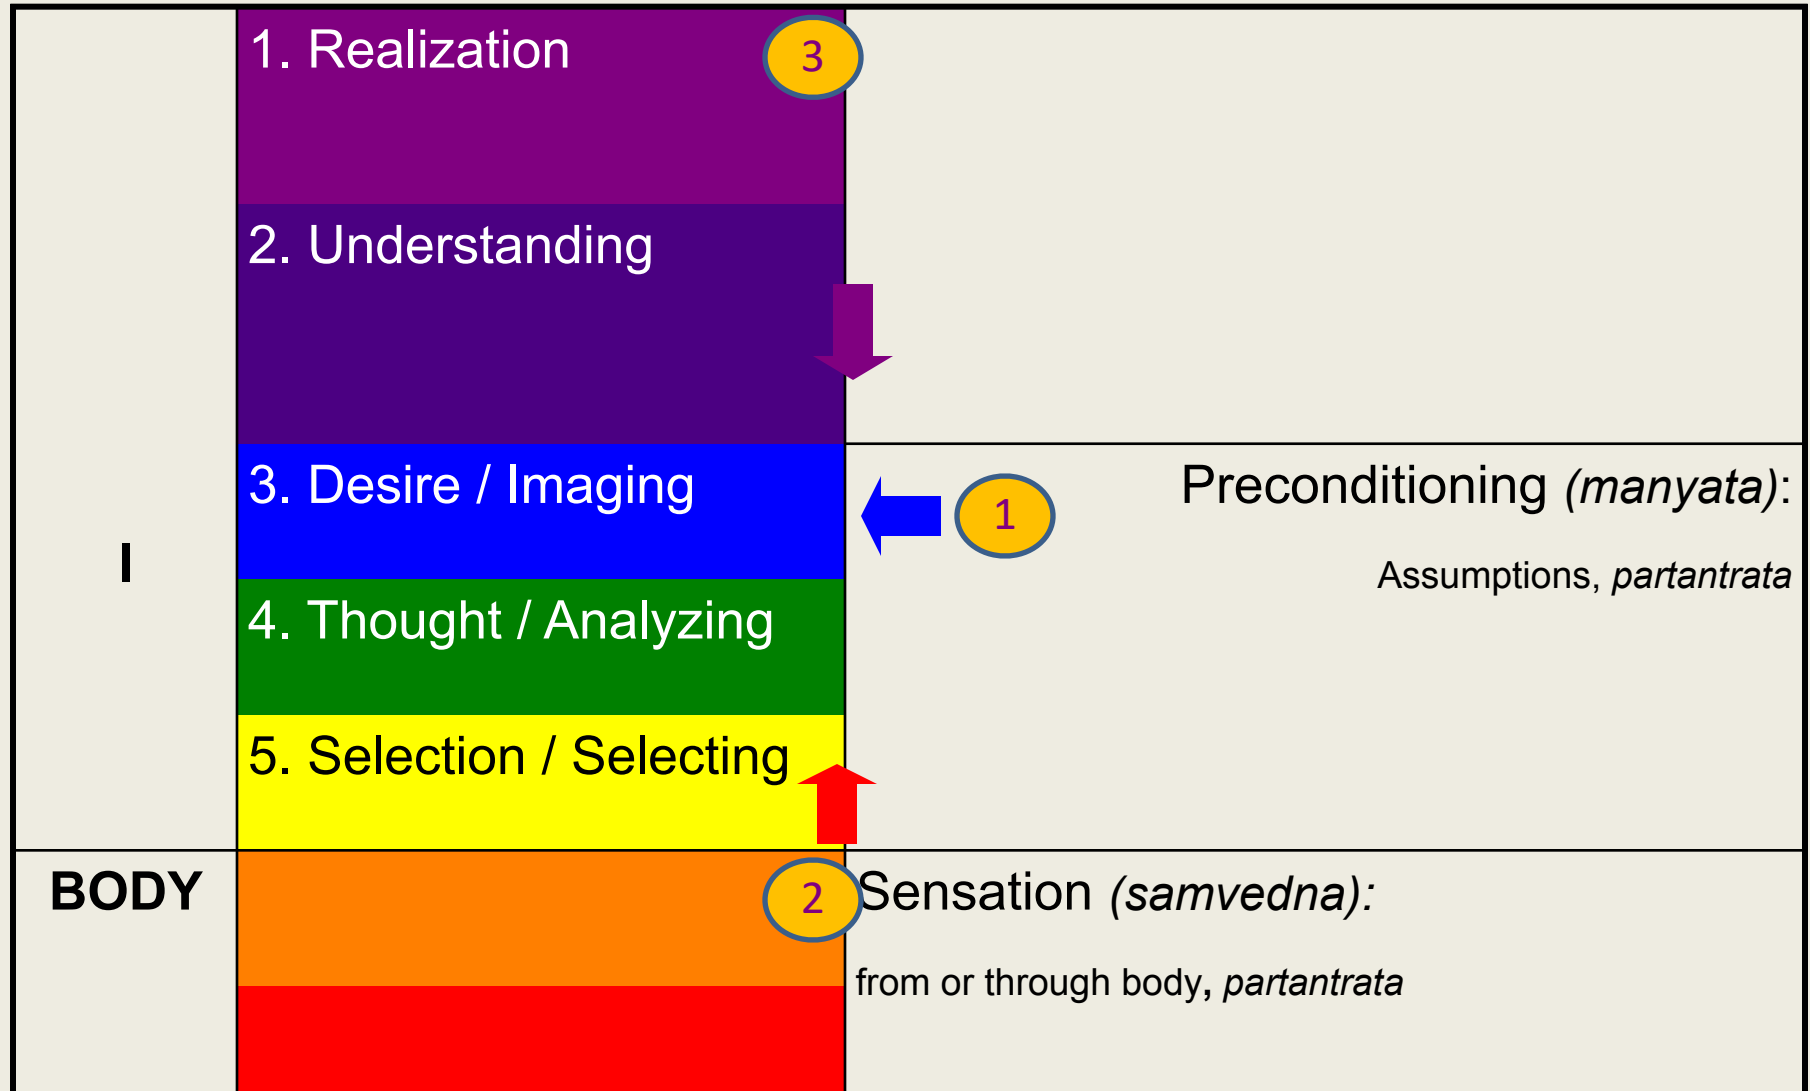 1. Realization
3
2. Understanding
3. Desire / Imaging
1
Preconditioning (manyata):
Assumptions, partantrata
I
4. Thought / Analyzing
5. Selection / Selecting
BODY
2
Sensation (samvedna):
from or through body, partantrata